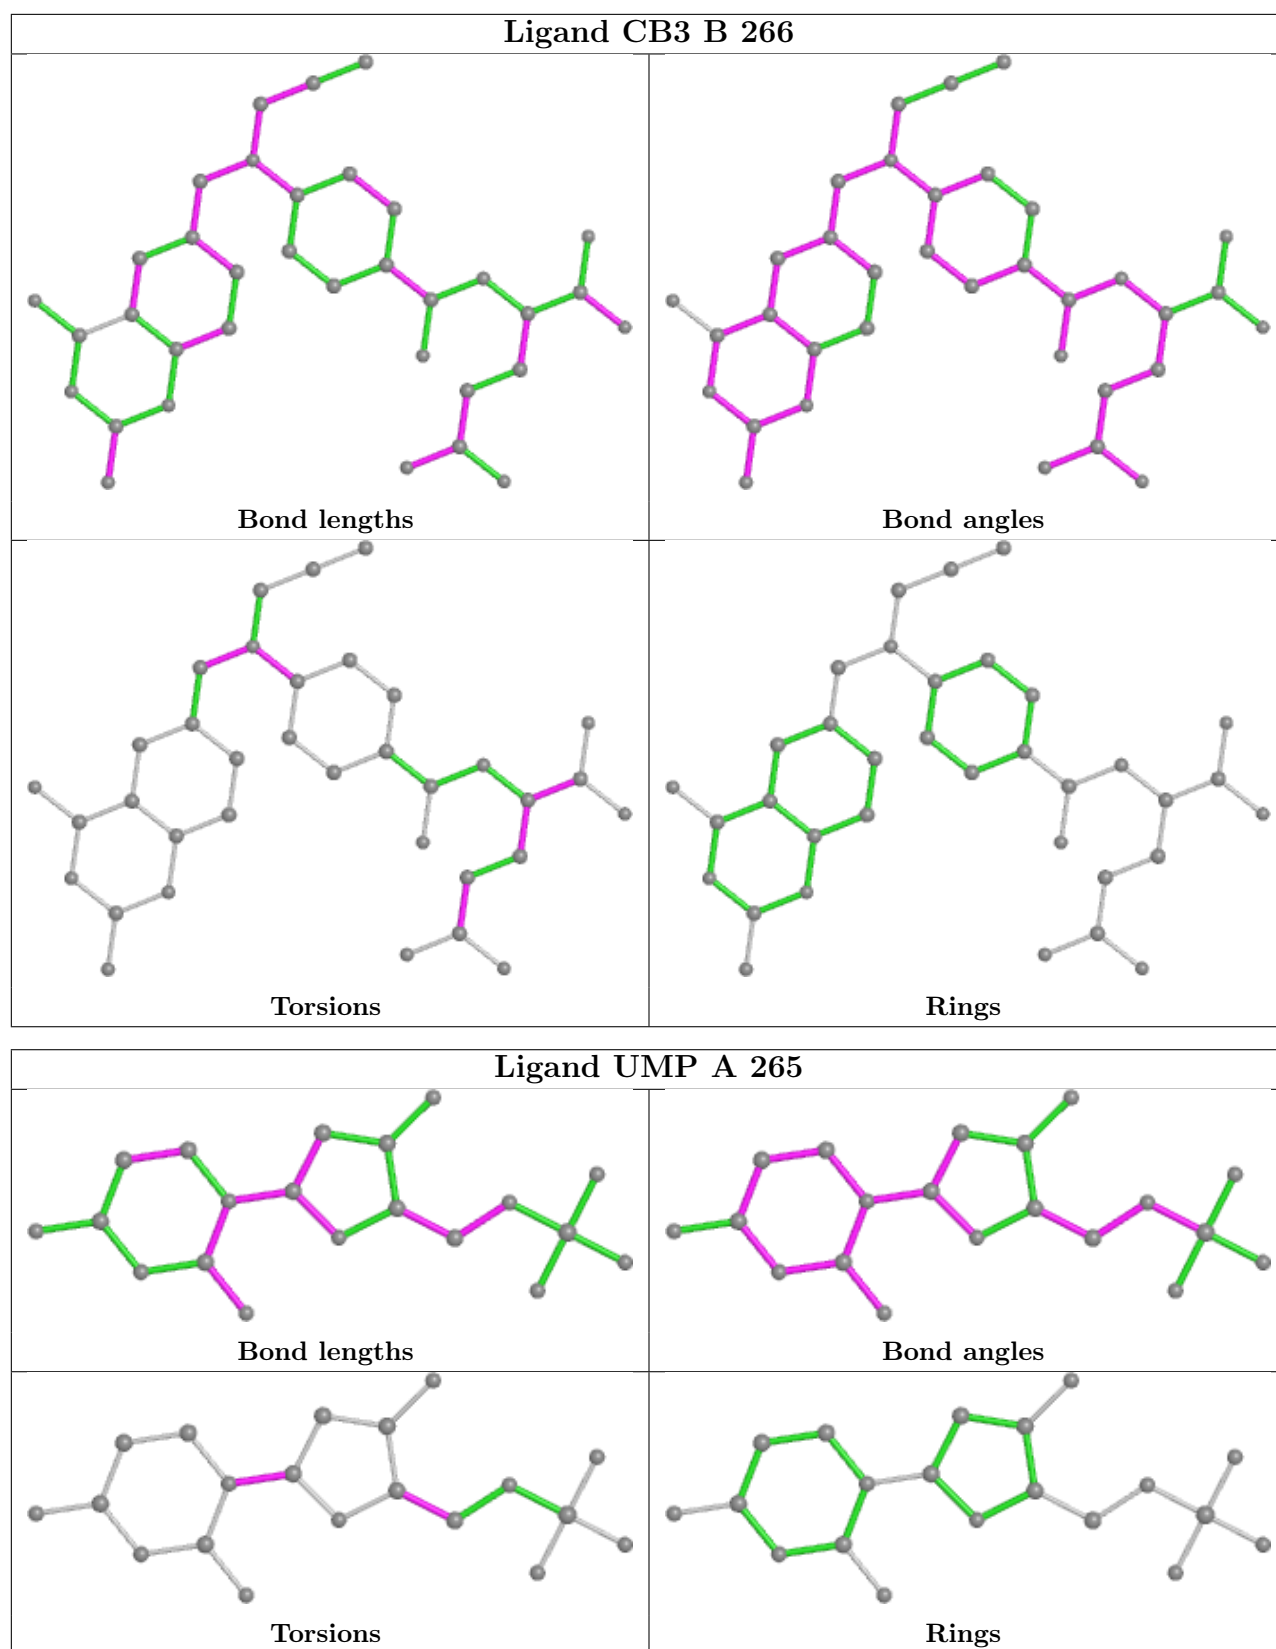 Ligand CB3 B 266
Bond lengths
Bond angles
Torsions
Rings
Ligand UMP A 265
Bond lengths
Bond angles
Torsions
Rings